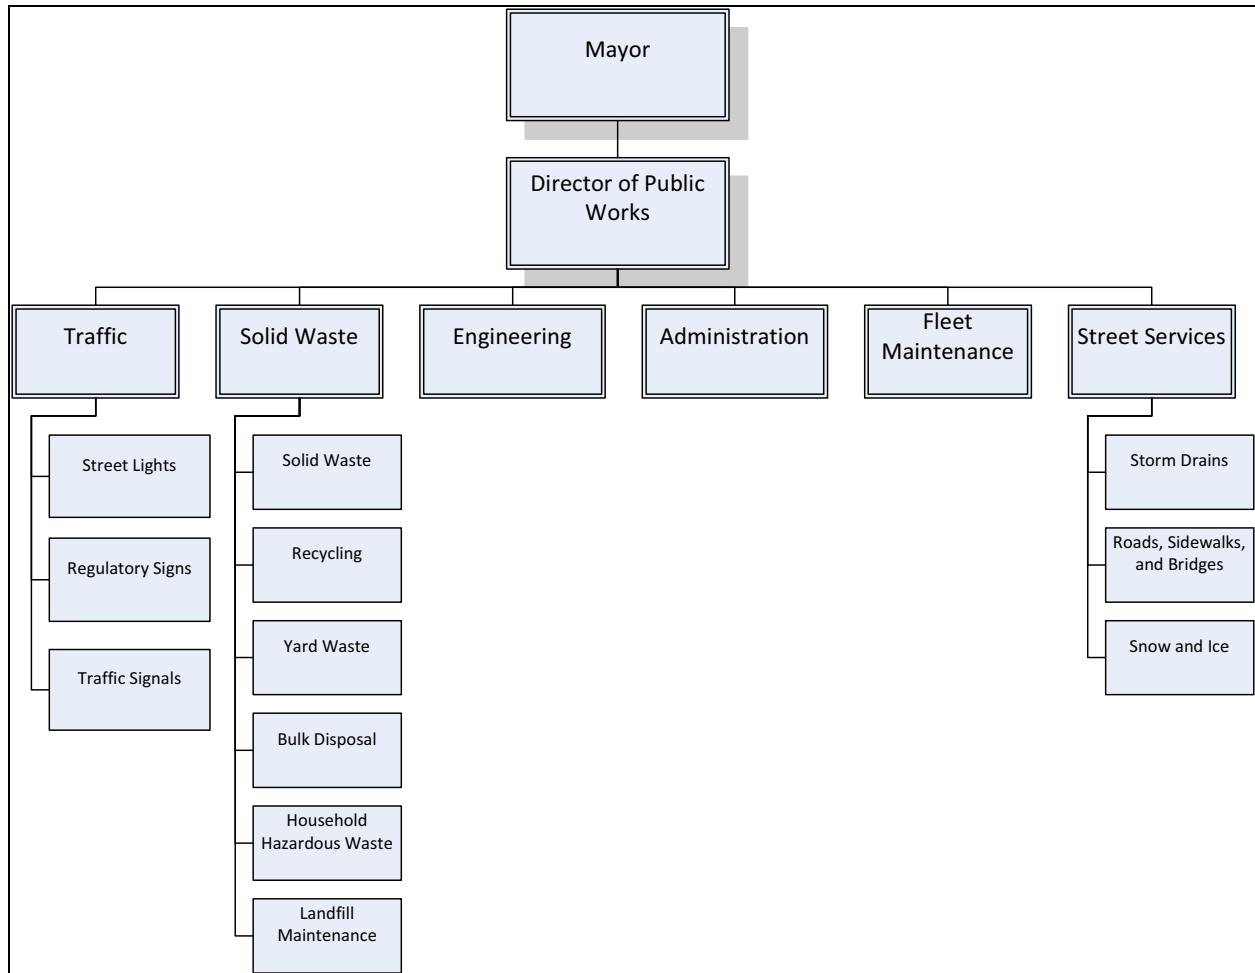 Mayor
Director of Public
Works
Traffic
Solid Waste
Engineering
Administration
Fleet
Maintenance
Street Services
Street Lights
Regulatory Signs
Traffic Signals
Solid Waste
Recycling
Yard Waste
Bulk Disposal
Household
Hazardous Waste
Landfill
Maintenance
Storm Drains
Roads, Sidewalks,
and Bridges
Snow and Ice